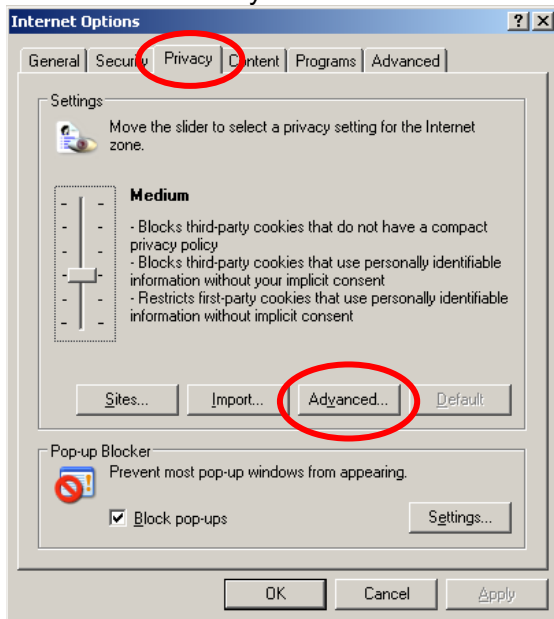 Internet Options
General Security Privacy Content Programs Advanced
Settings
Move the slider to select a privacy setting for the Internet
zone.
Medium
- Blocks third-party cookies that do not have a compact
privacy policy
- Blocks third-party cookies that use personally identifiable
information without your implicit consent
- Restricts first-party cookies that use personally identifiable
information without implicit consent
Sites... Import... Advanced... Default
Pop-up Blocker
Prevent most pop-up windows from appearing.
Block pop-ups Settings...
OK Cancel Apply